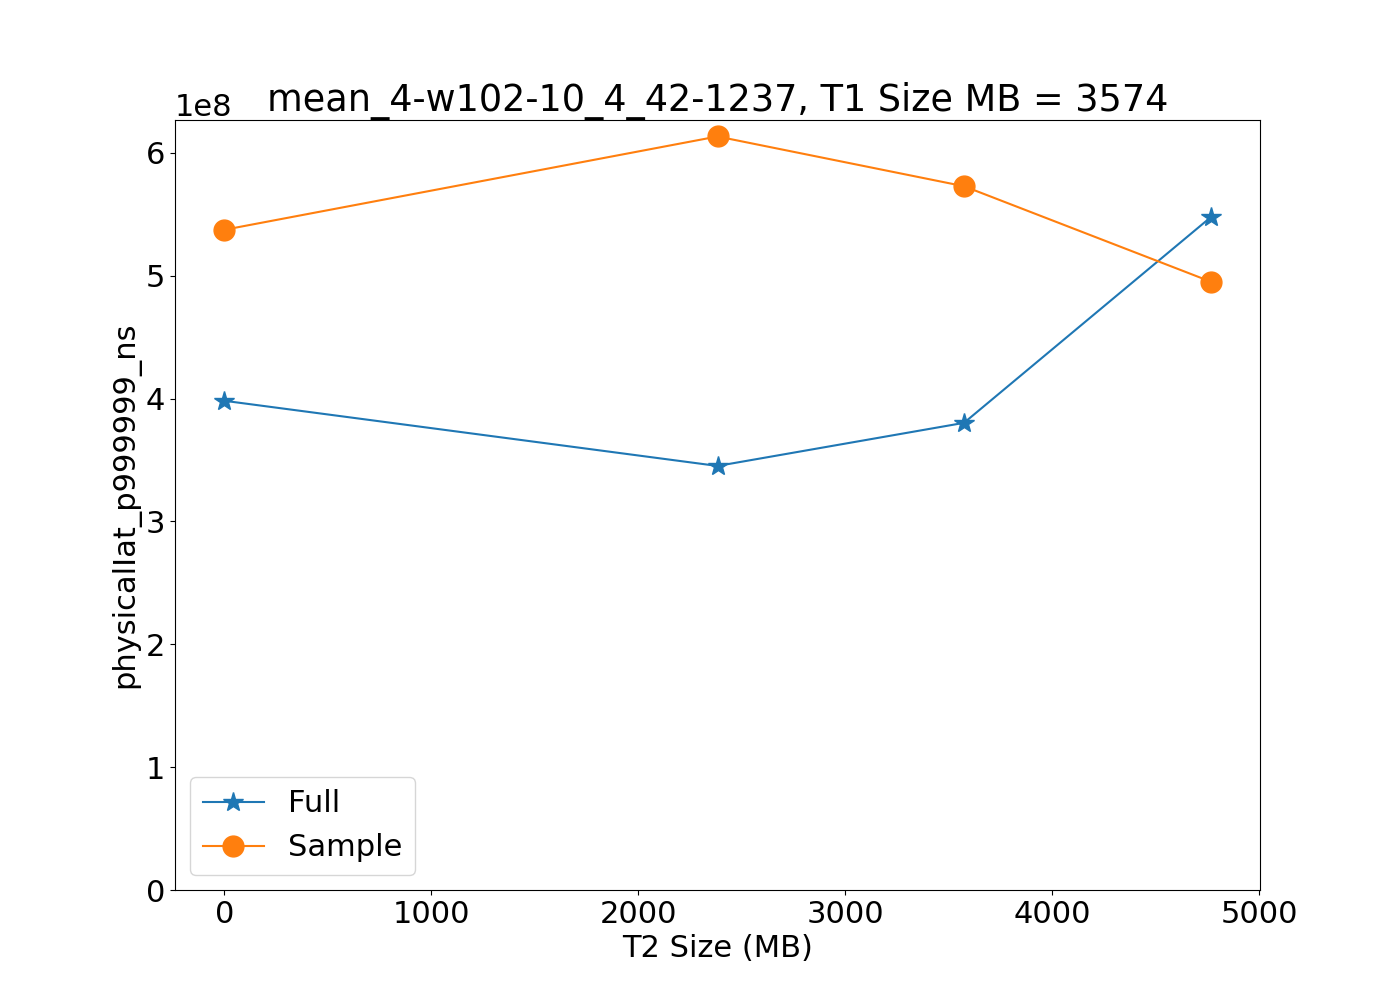 1e8
mean_4-w102-10_4_42-1237, T1 Size MB = 3574
6
5
4
3
2
1
0
physicallat_p999999_ns
Full
Sample
0 1000 2000 3000 4000 5000
T2 Size (MB)